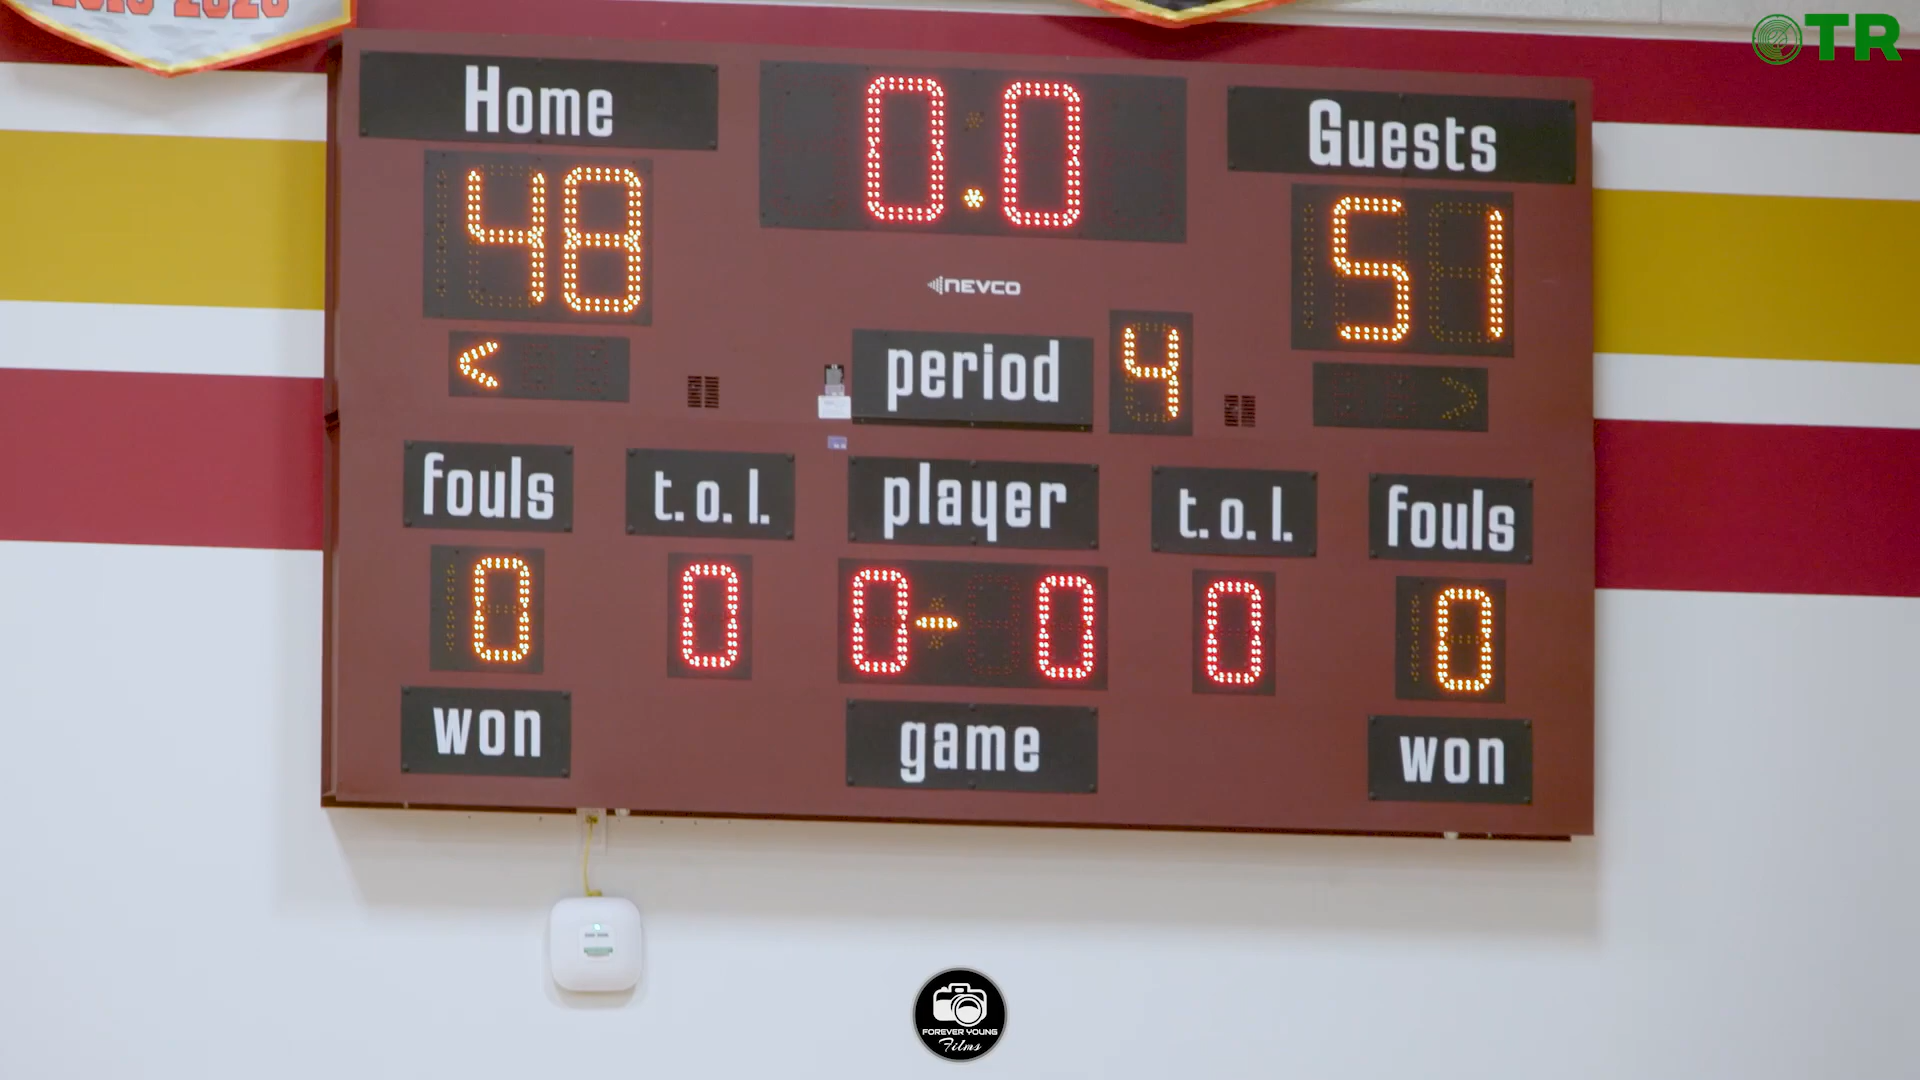 TR
Home
0.0
Guests
48
51
NEVCO
<
period
4
>
fouls
t.o.l.
player
t.o.l.
fouls
0
0
0-0
0
0
won
game
won
FOREVER YOUNG
Films